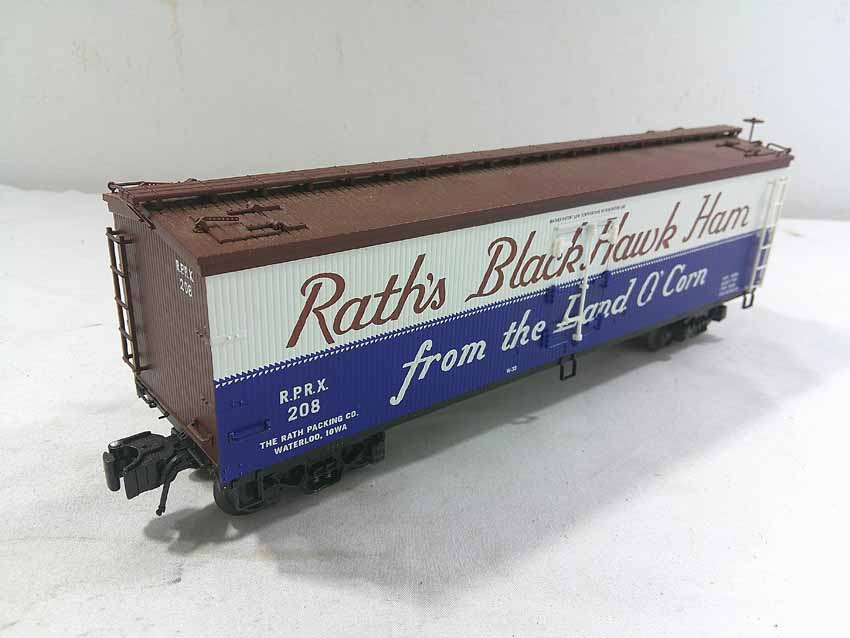 R.P.R.X.
208
Rath's Black Hawk Ham
from the Land O' Corn
R.P.R.X.
208
THE RATH PACKING CO.
WATERLOO, IOWA